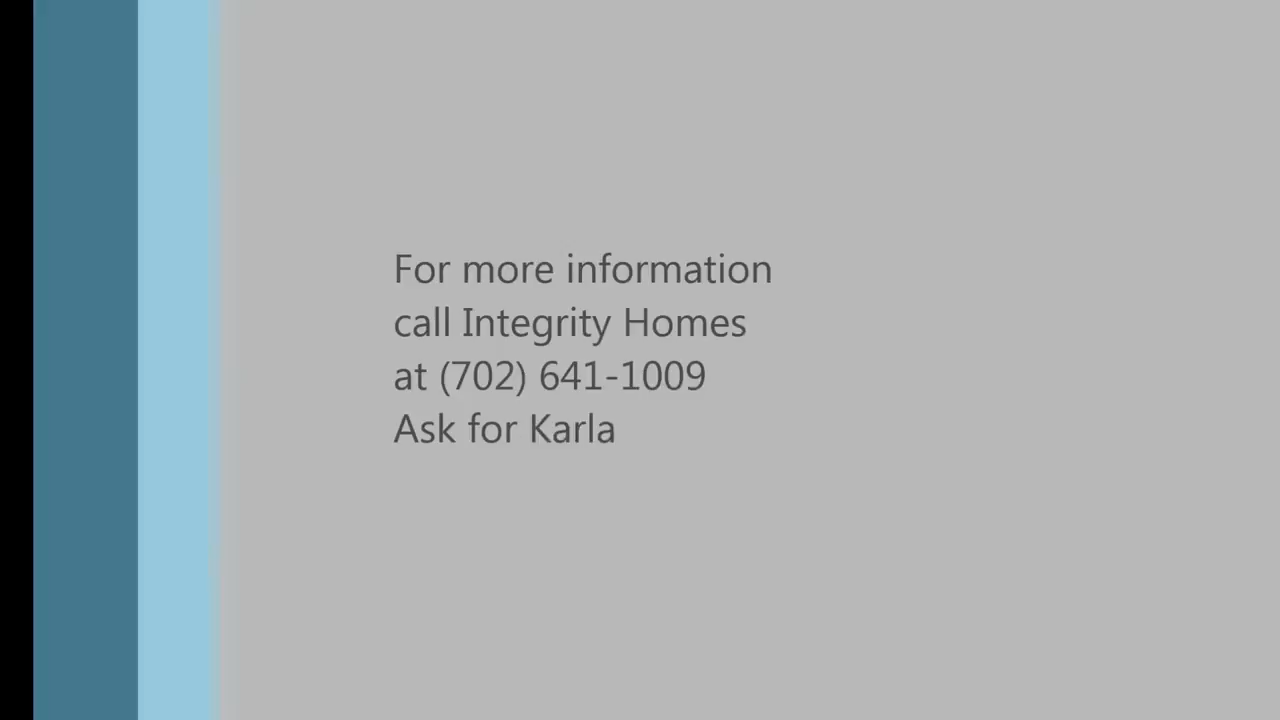 For more information
call Integrity Homes
at (702) 641-1009
Ask for Karla